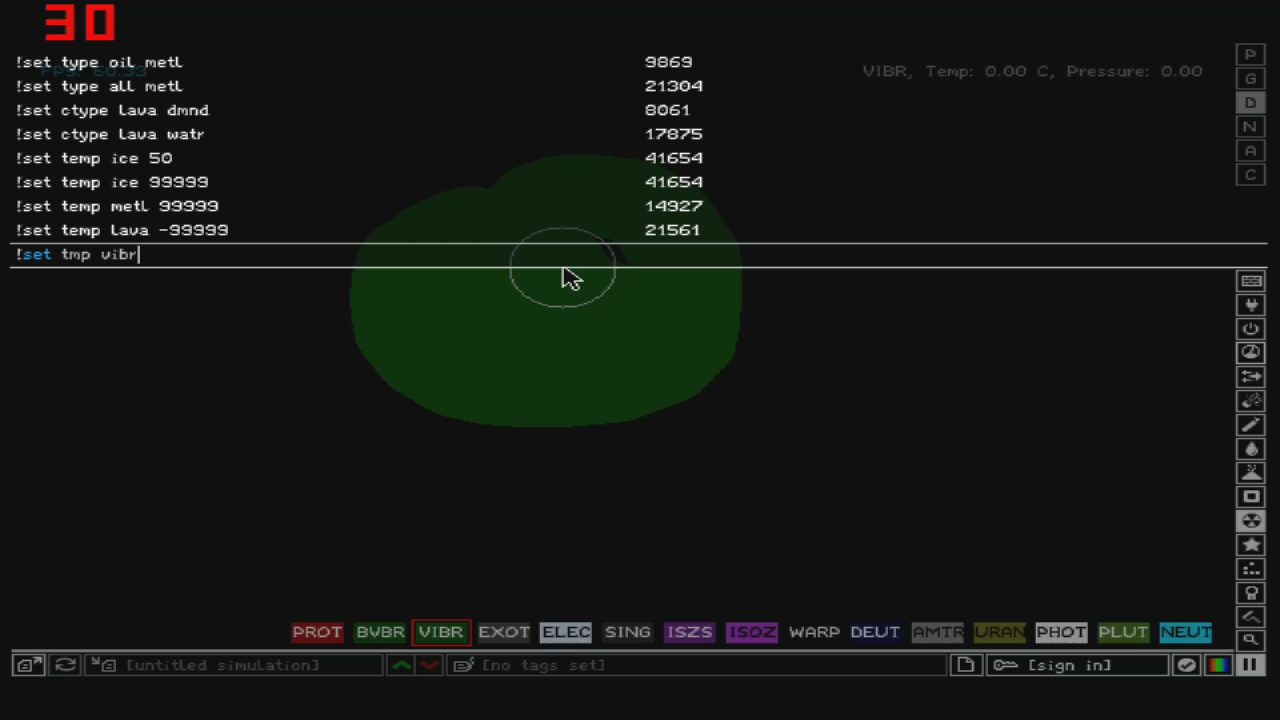 30
!set type oil metl 9869
FPS: 60.33 VIBR, Temp: 0.00 C, Pressure: 0.00
!set type all metl 21304
!set ctype lava dmnd 8061
!set ctype lava watr 17875
!set temp ice 50 41654
!set temp ice 99999 41654
!set temp metl 99999 14927
!set temp lava -99999 21561
!set tmp vibr
P
G
D
N
A
C
PROT BVBR VIBR EXOT ELEC SING ISZS ISOZ WARP DEUT AMTR URAN PHOT PLUT NEUT
[untitled simulation] [no tags set] [sign in]